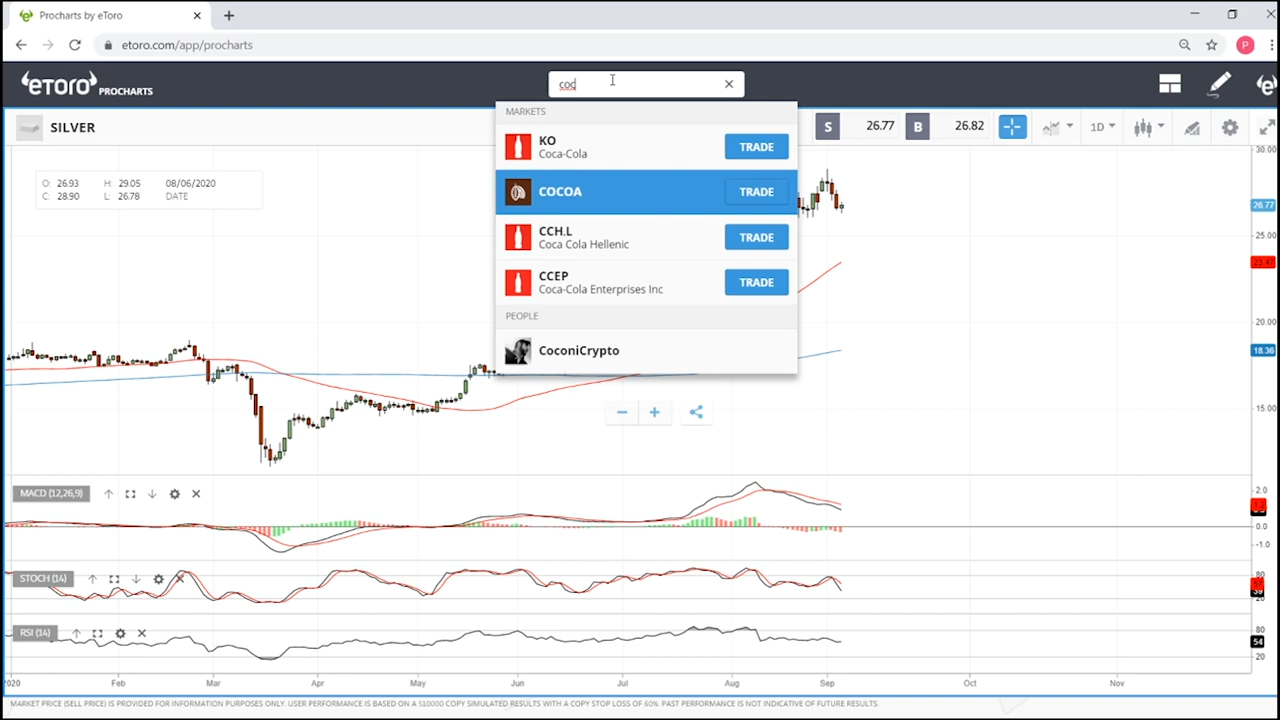 Procharts by eToro
etoro.com/app/procharts
P
eToro PROCHARTS
coc
e
SILVER
S 26.77 B 26.82 1D
O: 26.93 H: 29.05 08/06/2020
C: 28.90 L: 26.78 DATE
MARKETS
KO
Coca-Cola
TRADE
COCOA
TRADE
CCH.L
Coca Cola Hellenic
TRADE
CCEP
Coca-Cola Enterprises Inc
TRADE
PEOPLE
CoconiCrypto
30.00
26.77
25.00
23.47
20.00
18.36
15.00
MACD (12,26,9)
2.0
0.0
-1.0
STOCH (14)
80
20
RSI (14)
80
54
20
2020 Feb Mar Apr May Jun Jul Aug Sep Oct Nov
MARKET PRICE (SELL PRICE) IS PROVIDED FOR INFORMATION PURPOSES ONLY. USER PERFORMANCE IS BASED ON A $10000 COPY SIMULATED RESULTS WITH A COPY STOP LOSS OF 60%. PAST PERFORMANCE IS NOT INDICATIVE OF FUTURE RESULTS.